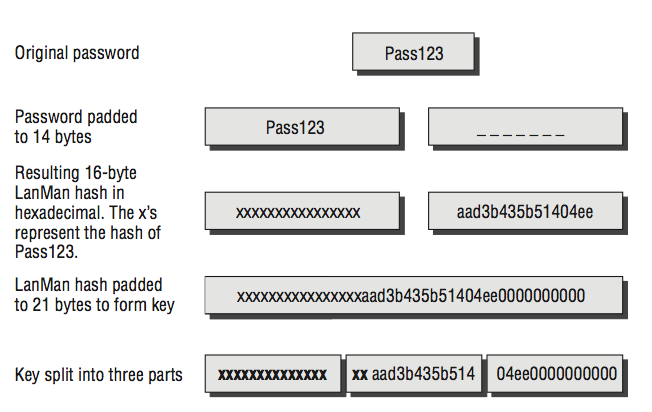 Original password
Pass123
Password padded
to 14 bytes
Pass123
_ _ _ _ _ _ _
Resulting 16-byte
LanMan hash in
hexadecimal. The x's
represent the hash of
Pass123.
xxxxxxxxxxxxxxxx
aad3b435b51404ee
LanMan hash padded
to 21 bytes to form key
xxxxxxxxxxxxxxxxaad3b435b51404ee0000000000
Key split into three parts
xxxxxxxxxxxxxx
xx aad3b435b514
04ee0000000000